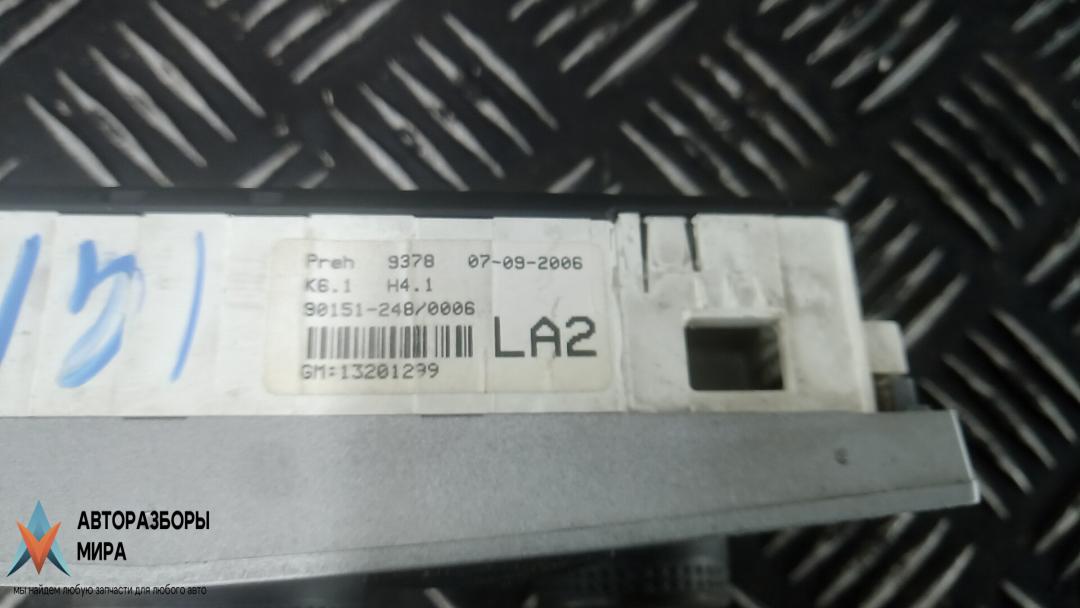 Preh 9378 07-09-2006
K6.1 H4.1
90151-248/0006
LA2
GM:13201299
АВТОРАЗБОРЫ
МИРА
мы найдем любую запчасти для любого авто